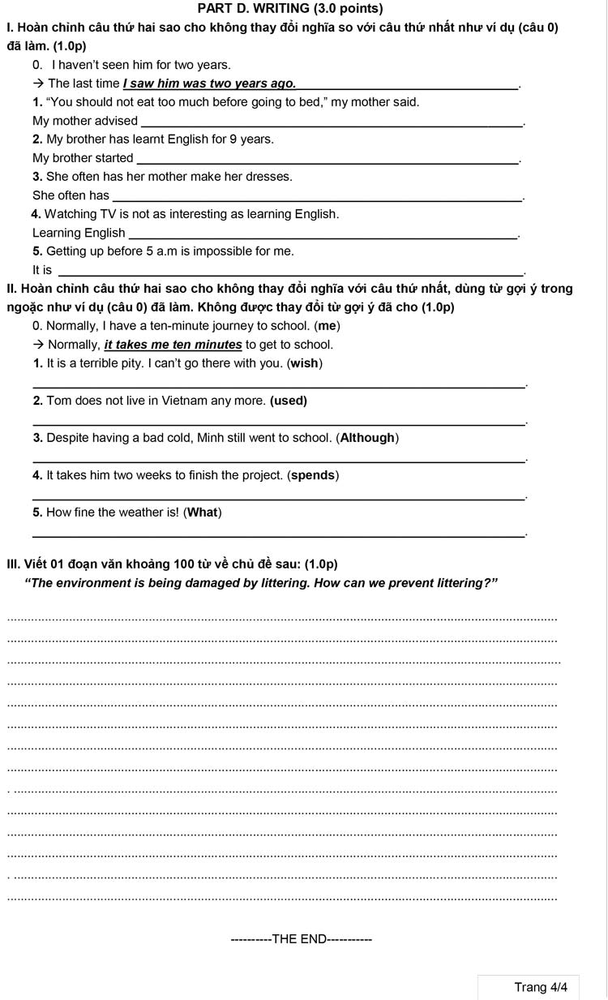 PART D. WRITING (3.0 points)
I. Hoàn chỉnh câu thứ hai sao cho không thay đổi nghĩa so với câu thứ nhất như ví dụ (câu 0)
đã làm. (1.0p)
0. I haven't seen him for two years.
→ The last time I saw him was two years ago.______.
1. “You should not eat too much before going to bed,” my mother said.
My mother advised ______.
2. My brother has learnt English for 9 years.
My brother started ______.
3. She often has her mother make her dresses.
She often has ______.
4. Watching TV is not as interesting as learning English.
Learning English ______.
5. Getting up before 5 a.m is impossible for me.
It is ______.
II. Hoàn chỉnh câu thứ hai sao cho không thay đổi nghĩa với câu thứ nhất, dùng từ gợi ý trong
ngoặc như ví dụ (câu 0) đã làm. Không được thay đổi từ gợi ý đã cho (1.0p)
0. Normally, I have a ten-minute journey to school. (me)
→ Normally, it takes me ten minutes to get to school.
1. It is a terrible pity. I can't go there with you. (wish)
______.
2. Tom does not live in Vietnam any more. (used)
______.
3. Despite having a bad cold, Minh still went to school. (Although)
______.
4. It takes him two weeks to finish the project. (spends)
______.
5. How fine the weather is! (What)
______.
III. Viết 01 đoạn văn khoảng 100 từ về chủ đề sau: (1.0p)
“The environment is being damaged by littering. How can we prevent littering?”
----------THE END-----------
Trang 4/4